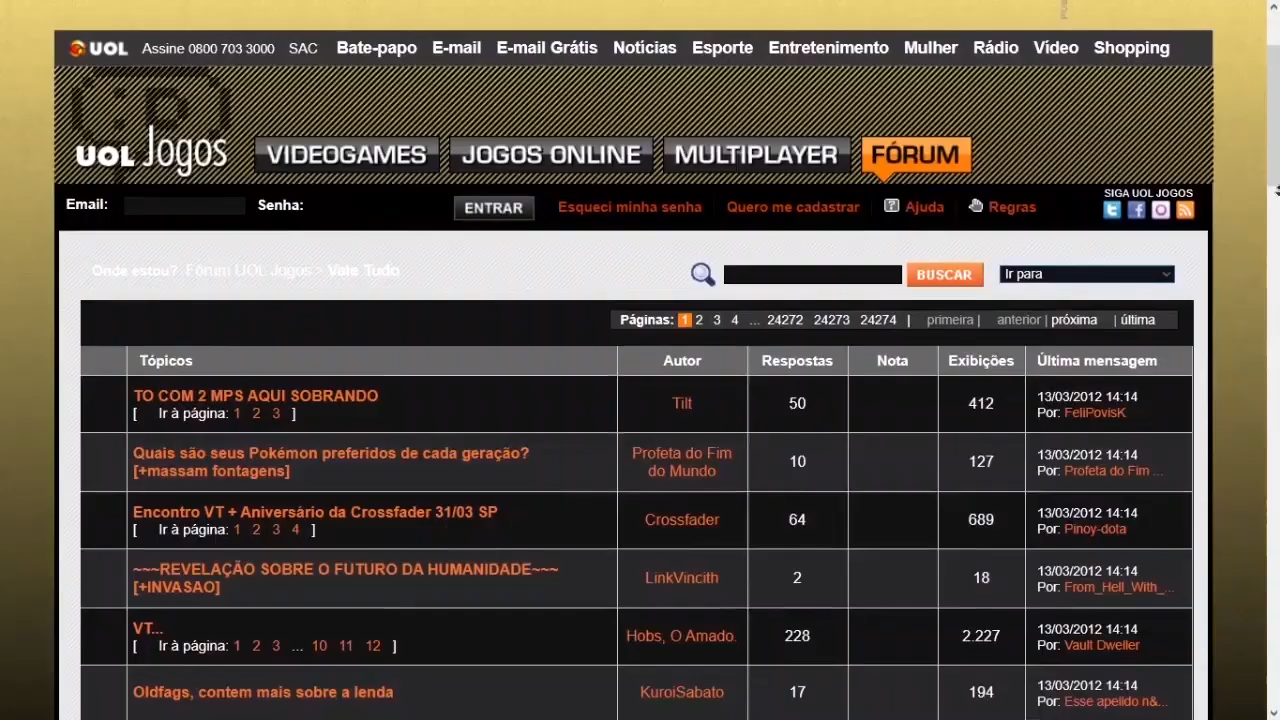 UOL Assine 0800 703 3000 SAC Bate-papo E-mail E-mail Grátis Notícias Esporte Entretenimento Mulher Rádio Vídeo Shopping
UOL Jogos VIDEOGAMES JOGOS ONLINE MULTIPLAYER FÓRUM
Email: Senha: ENTRAR Esqueci minha senha Quero me cadastrar ? Ajuda Regras SIGA UOL JOGOS
Onde estou? Fórum UOL Jogos > Vale Tudo BUSCAR Ir para
Páginas: 1 2 3 4 ... 24272 24273 24274 | primeira | anterior | próxima | última
Tópicos Autor Respostas Nota Exibições Última mensagem
TO COM 2 MPS AQUI SOBRANDO
[ Ir à página: 1 2 3 ]
Tilt 50 412
13/03/2012 14:14
Por: FeliPovisK
Quais são seus Pokémon preferidos de cada geração?
[+massam fontagens]
Profeta do Fim
do Mundo
10 127
13/03/2012 14:14
Por: Profeta do Fim ...
Encontro VT + Aniversário da Crossfader 31/03 SP
[ Ir à página: 1 2 3 4 ]
Crossfader 64 689
13/03/2012 14:14
Por: Pinoy-dota
~~~REVELAÇÃO SOBRE O FUTURO DA HUMANIDADE~~~
[+INVASAO]
LinkVincith 2 18
13/03/2012 14:14
Por: From_Hell_With_...
VT...
[ Ir à página: 1 2 3 ... 10 11 12 ]
Hobs, O Amado. 228 2.227
13/03/2012 14:14
Por: Vault Dweller
Oldfags, contem mais sobre a lenda
KuroiSabato 17 194
13/03/2012 14:14
Por: Esse apelido n&...